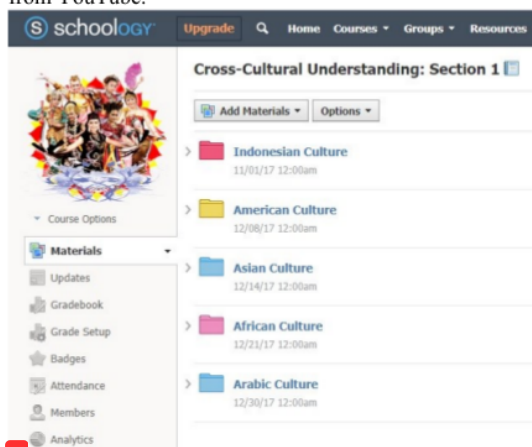 from YouTube.
S schoology Upgrade Home Courses Groups Resources
Cross-Cultural Understanding: Section 1
Add Materials Options
Indonesian Culture
11/01/17 12:00am
American Culture
12/08/17 12:00am
Course Options
Materials
Asian Culture
12/14/17 12:00am
Updates
Gradebook
African Culture
12/21/17 12:00am
Grade Setup
Badges
Arabic Culture
12/30/17 12:00am
Attendance
Members
Analytics